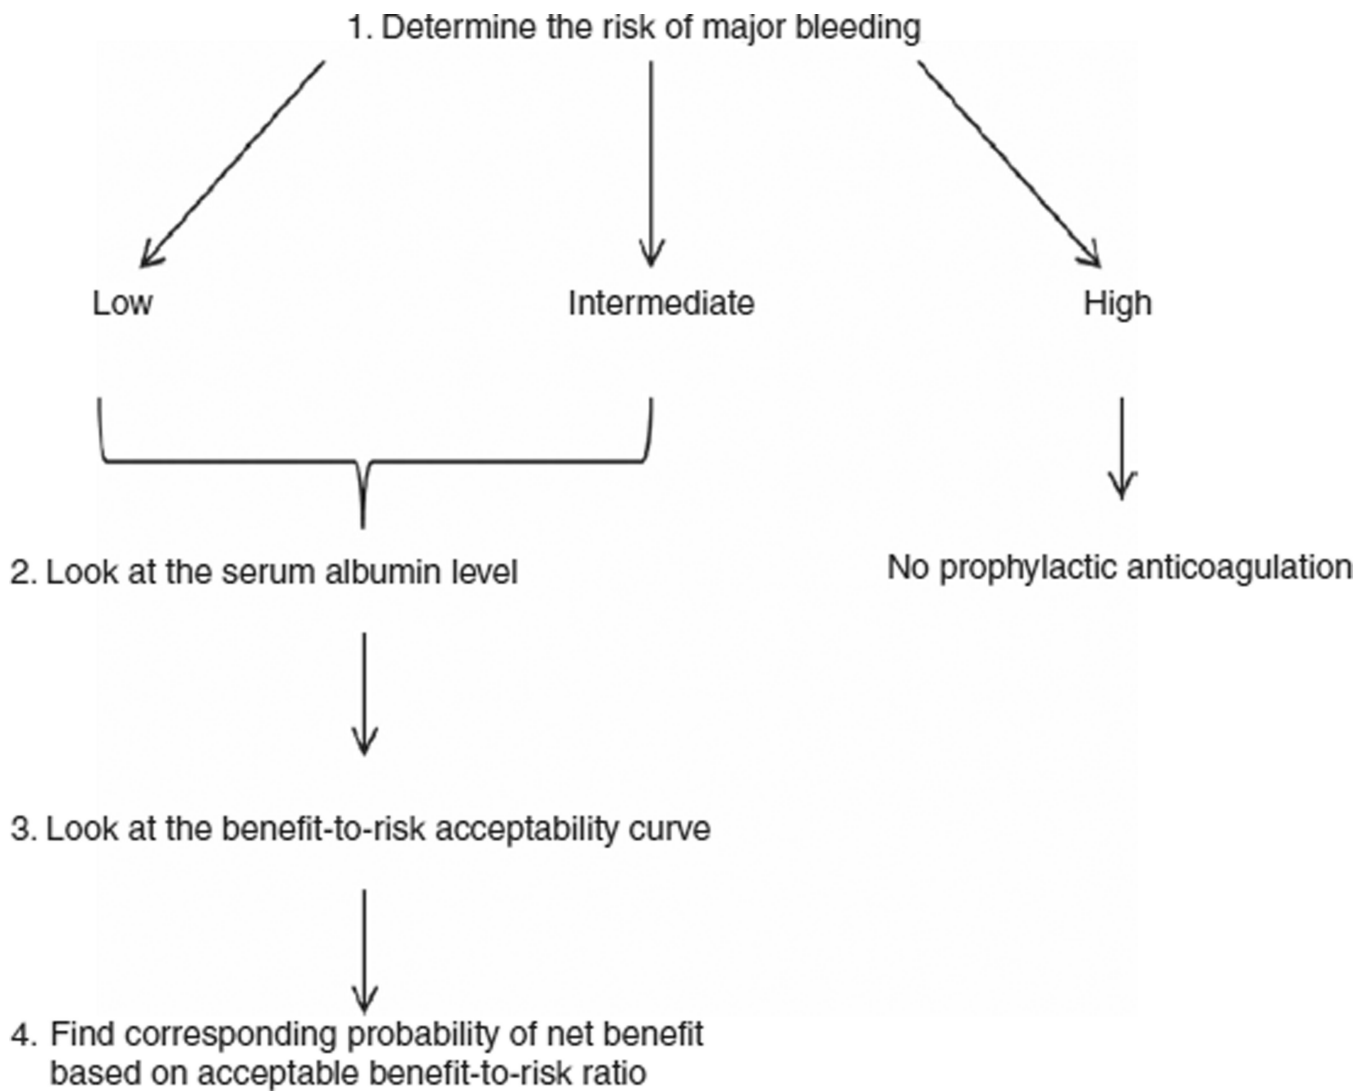 1. Determine the risk of major bleeding
Low
Intermediate
High
2. Look at the serum albumin level
No prophylactic anticoagulation
3. Look at the benefit-to-risk acceptability curve
4. Find corresponding probability of net benefit
based on acceptable benefit-to-risk ratio